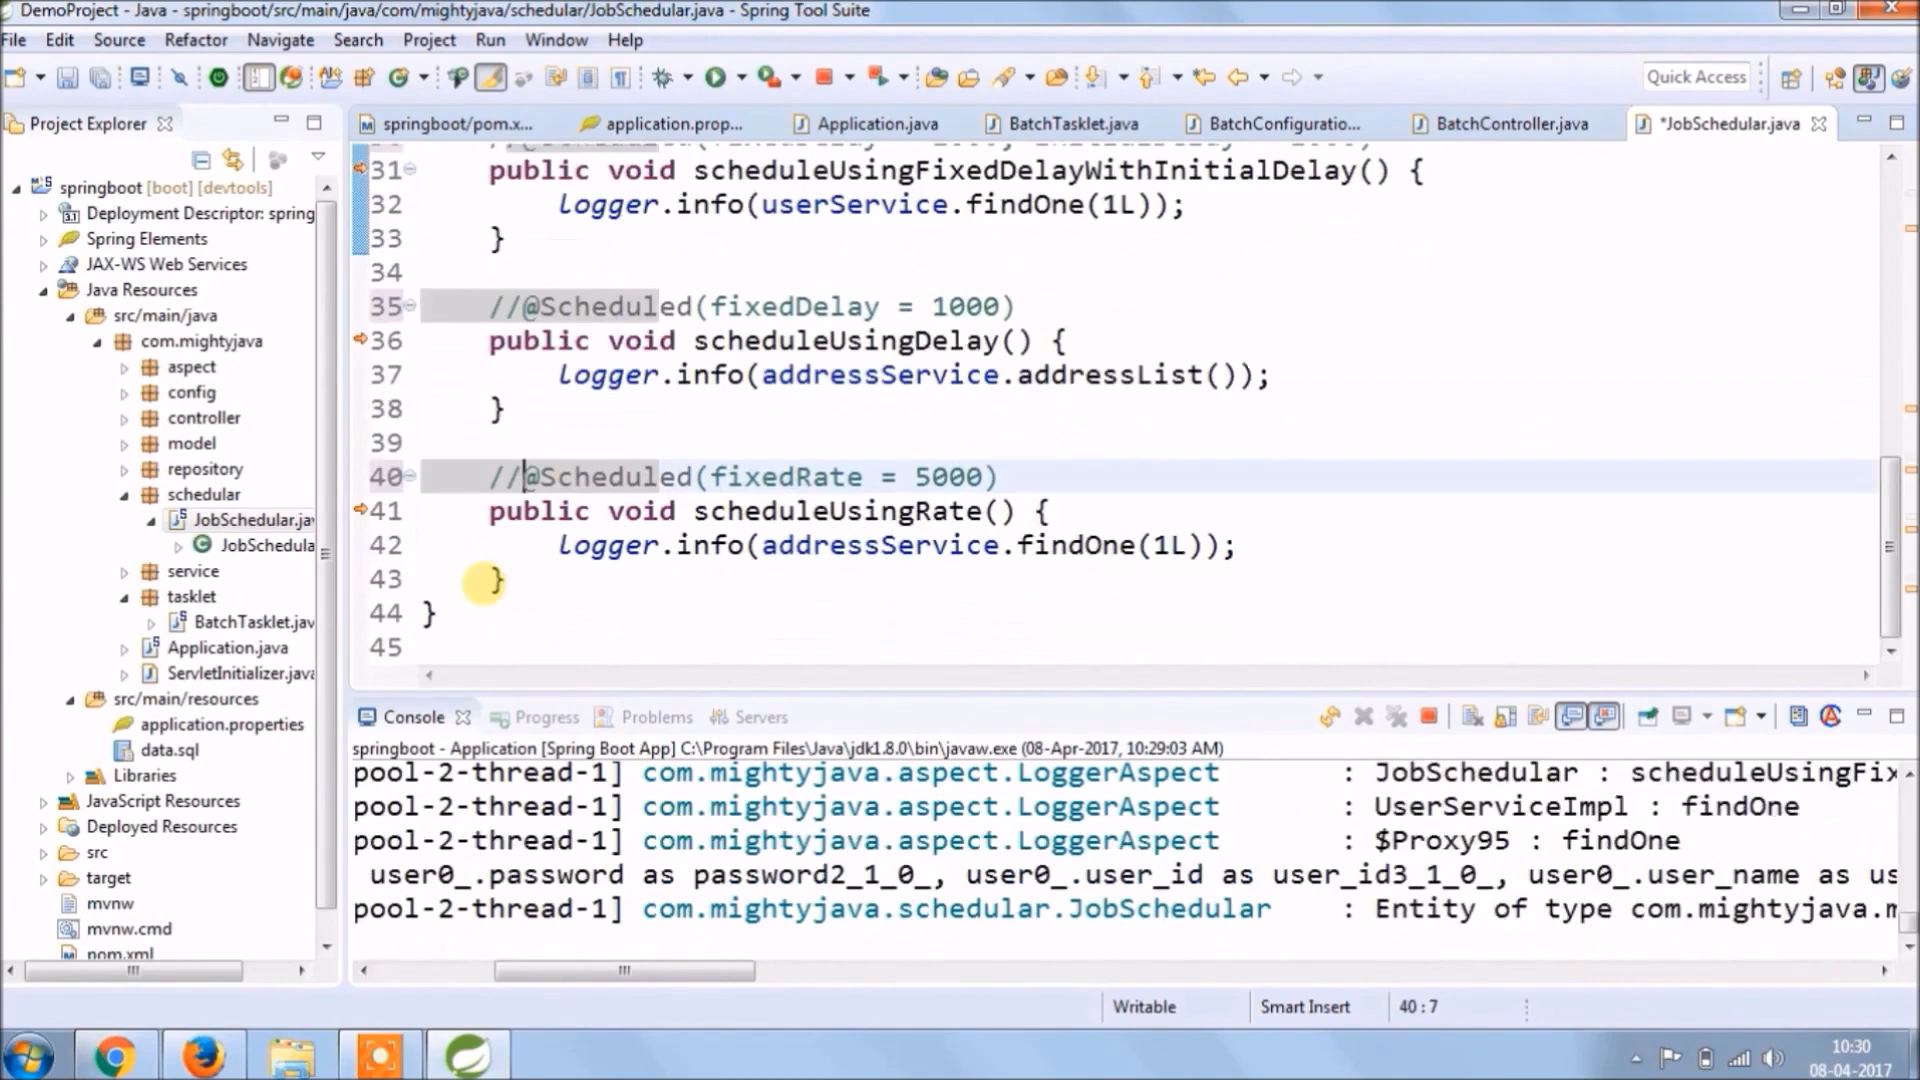 DemoProject - Java - springboot/src/main/java/com/mightyjava/schedular/JobSchedular.java - Spring Tool Suite
File Edit Source Refactor Navigate Search Project Run Window Help
Quick Access
Project Explorer
springboot/pom.x... application.prop... Application.java BatchTasklet.java BatchConfiguratio... BatchController.java *JobSchedular.java
springboot [boot] [devtools]
Deployment Descriptor: spring
Spring Elements
JAX-WS Web Services
Java Resources
src/main/java
com.mightyjava
aspect
config
controller
model
repository
schedular
JobSchedular.ja
JobSchedula
service
tasklet
BatchTasklet.jav
Application.java
ServletInitializer.java
src/main/resources
application.properties
data.sql
Libraries
JavaScript Resources
Deployed Resources
src
target
mvnw
mvnw.cmd
pom.xml
31 public void scheduleUsingFixedDelayWithInitialDelay() {
32 logger.info(userService.findOne(1L));
33 }
34
35 //@Scheduled(fixedDelay = 1000)
36 public void scheduleUsingDelay() {
37 logger.info(addressService.addressList());
38 }
39
40 //@Scheduled(fixedRate = 5000)
41 public void scheduleUsingRate() {
42 logger.info(addressService.findOne(1L));
43 }
44 }
45
Console Progress Problems Servers
springboot - Application [Spring Boot App] C:\Program Files\Java\jdk1.8.0\bin\javaw.exe (08-Apr-2017, 10:29:03 AM)
pool-2-thread-1] com.mightyjava.aspect.LoggerAspect : JobSchedular : scheduleUsingFix
pool-2-thread-1] com.mightyjava.aspect.LoggerAspect : UserServiceImpl : findOne
pool-2-thread-1] com.mightyjava.aspect.LoggerAspect : $Proxy95 : findOne
user0_.password as password2_1_0_, user0_.user_id as user_id3_1_0_, user0_.user_name as us
pool-2-thread-1] com.mightyjava.schedular.JobSchedular : Entity of type com.mightyjava.m
Writable Smart Insert 40 : 7
10:30
08-04-2017